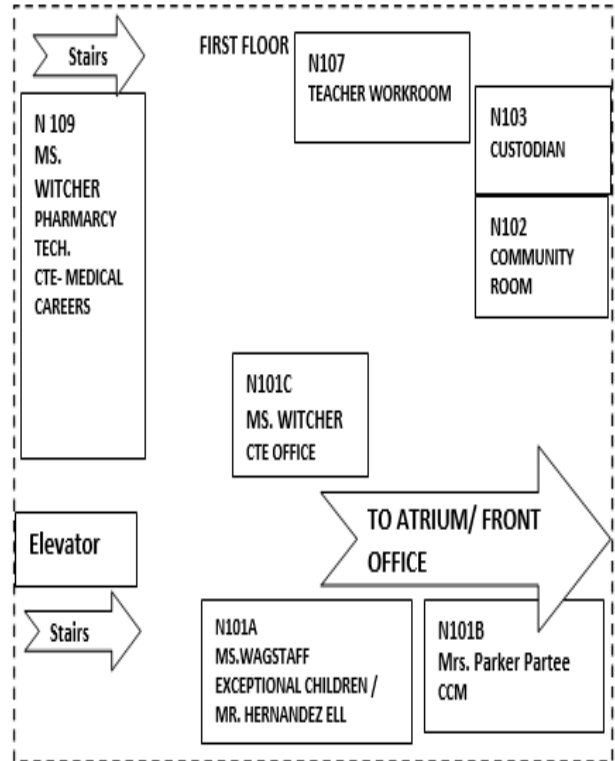 Stairs
FIRST FLOOR
N107
TEACHER WORKROOM
N 109
MS.
WITCHER
PHARMARCY
TECH.
CTE- MEDICAL
CAREERS
N103
CUSTODIAN
N102
COMMUNITY
ROOM
N101C
MS. WITCHER
CTE OFFICE
TO ATRIUM/ FRONT
OFFICE
Elevator
Stairs
N101A
MS.WAGSTAFF
EXCEPTIONAL CHILDREN /
MR. HERNANDEZ ELL
N101B
Mrs. Parker Partee
CCM